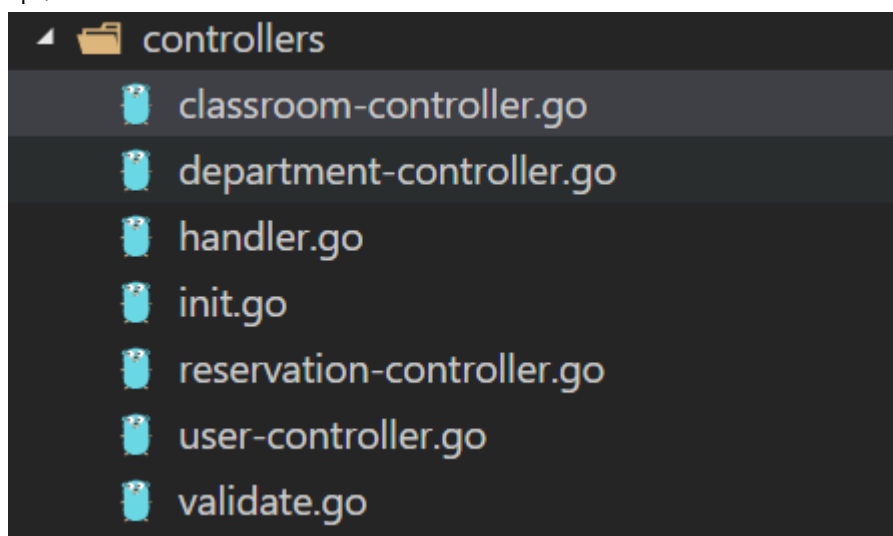 controllers
classroom-controller.go
department-controller.go
handler.go
init.go
reservation-controller.go
user-controller.go
validate.go